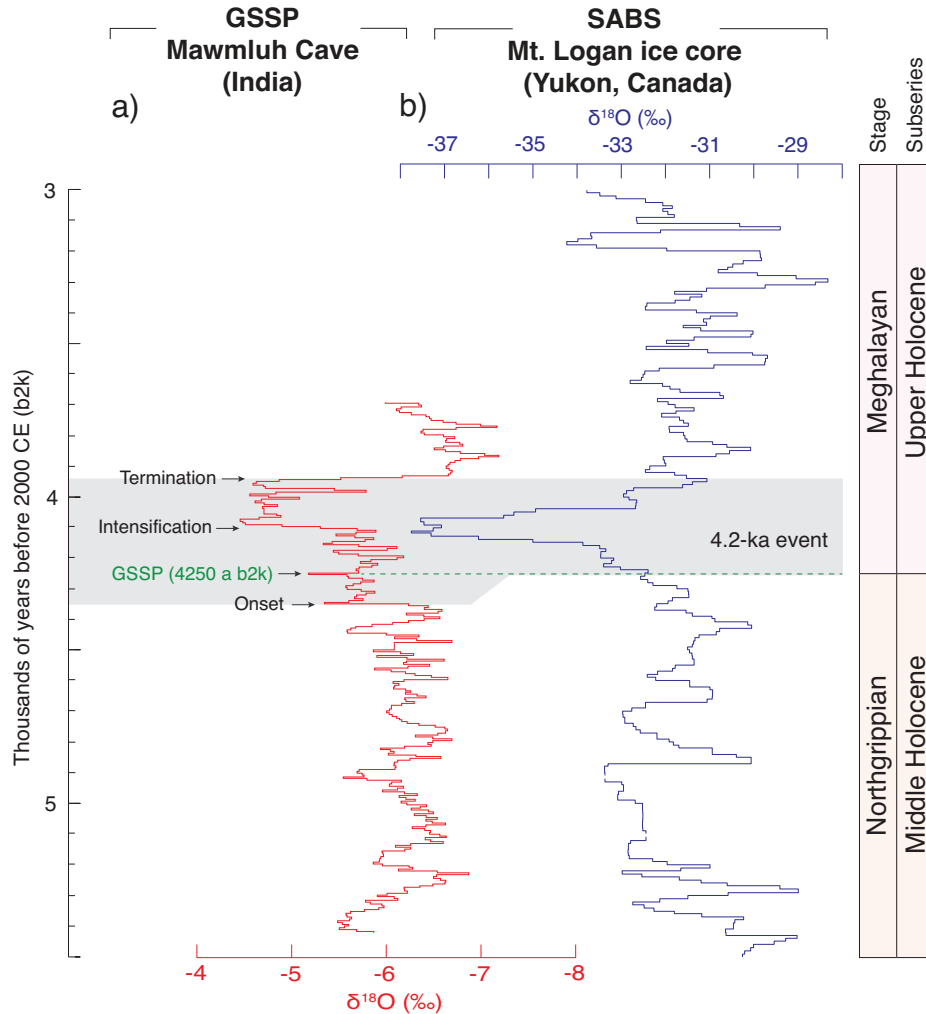 GSSP
Mawmluh Cave
(India)
SABS
Mt. Logan ice core
(Yukon, Canada)
a)
b)
δ¹⁸O (‰)
-37 -35 -33 -31 -29
Stage
Subseries
Thousands of years before 2000 CE (b2k)
3
4
5
Termination
Intensification
GSSP (4250 a b2k)
Onset
4.2-ka event
Meghalayan
Upper Holocene
Northgrippian
Middle Holocene
-4 -5 -6 -7 -8
δ¹⁸O (‰)